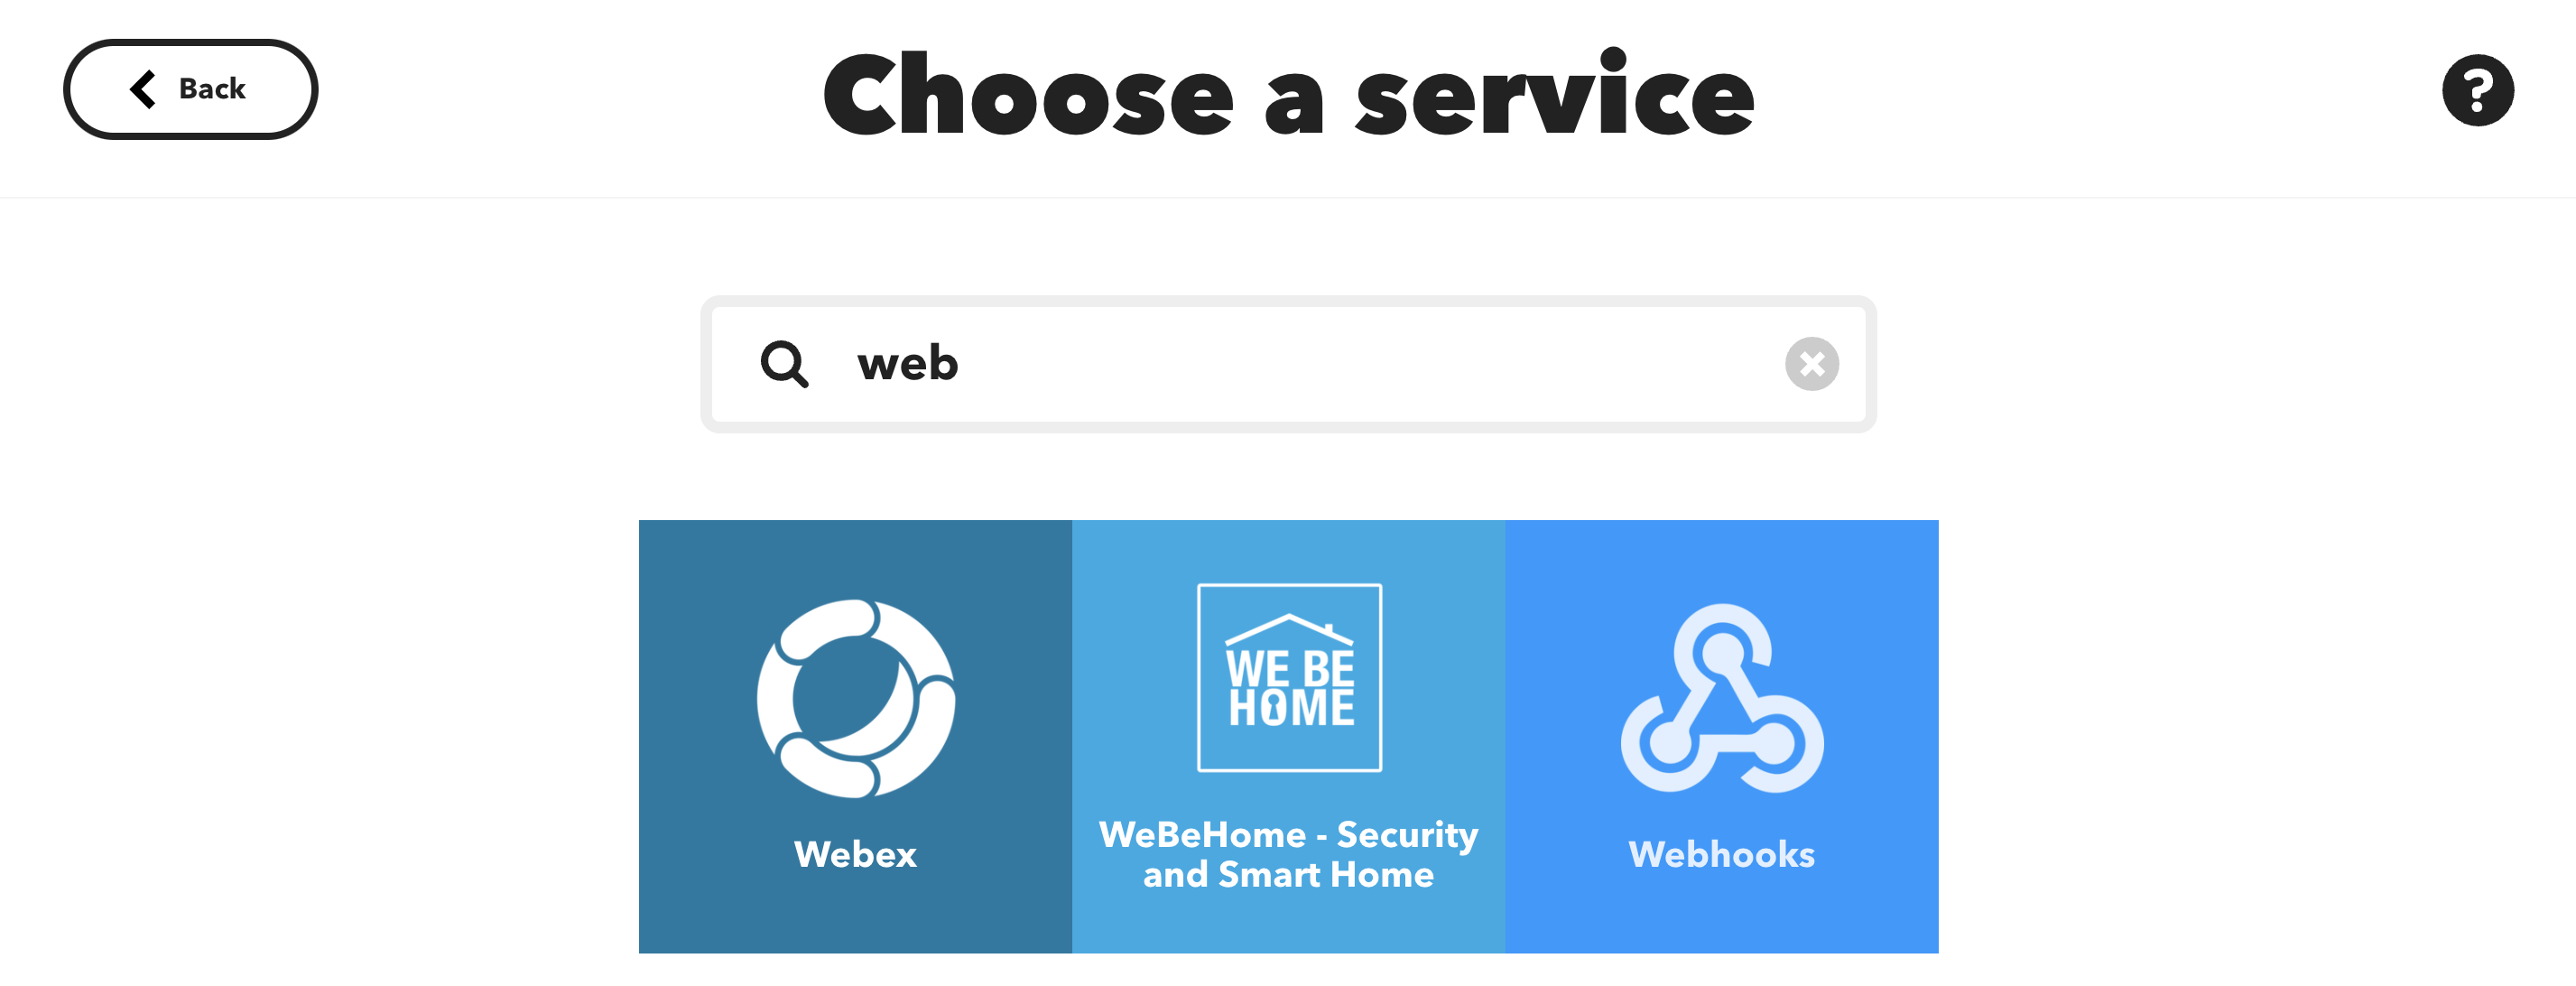 Back
Choose a service
?
web
WE BE
HOME
Webex
WeBeHome - Security
and Smart Home
Webhooks